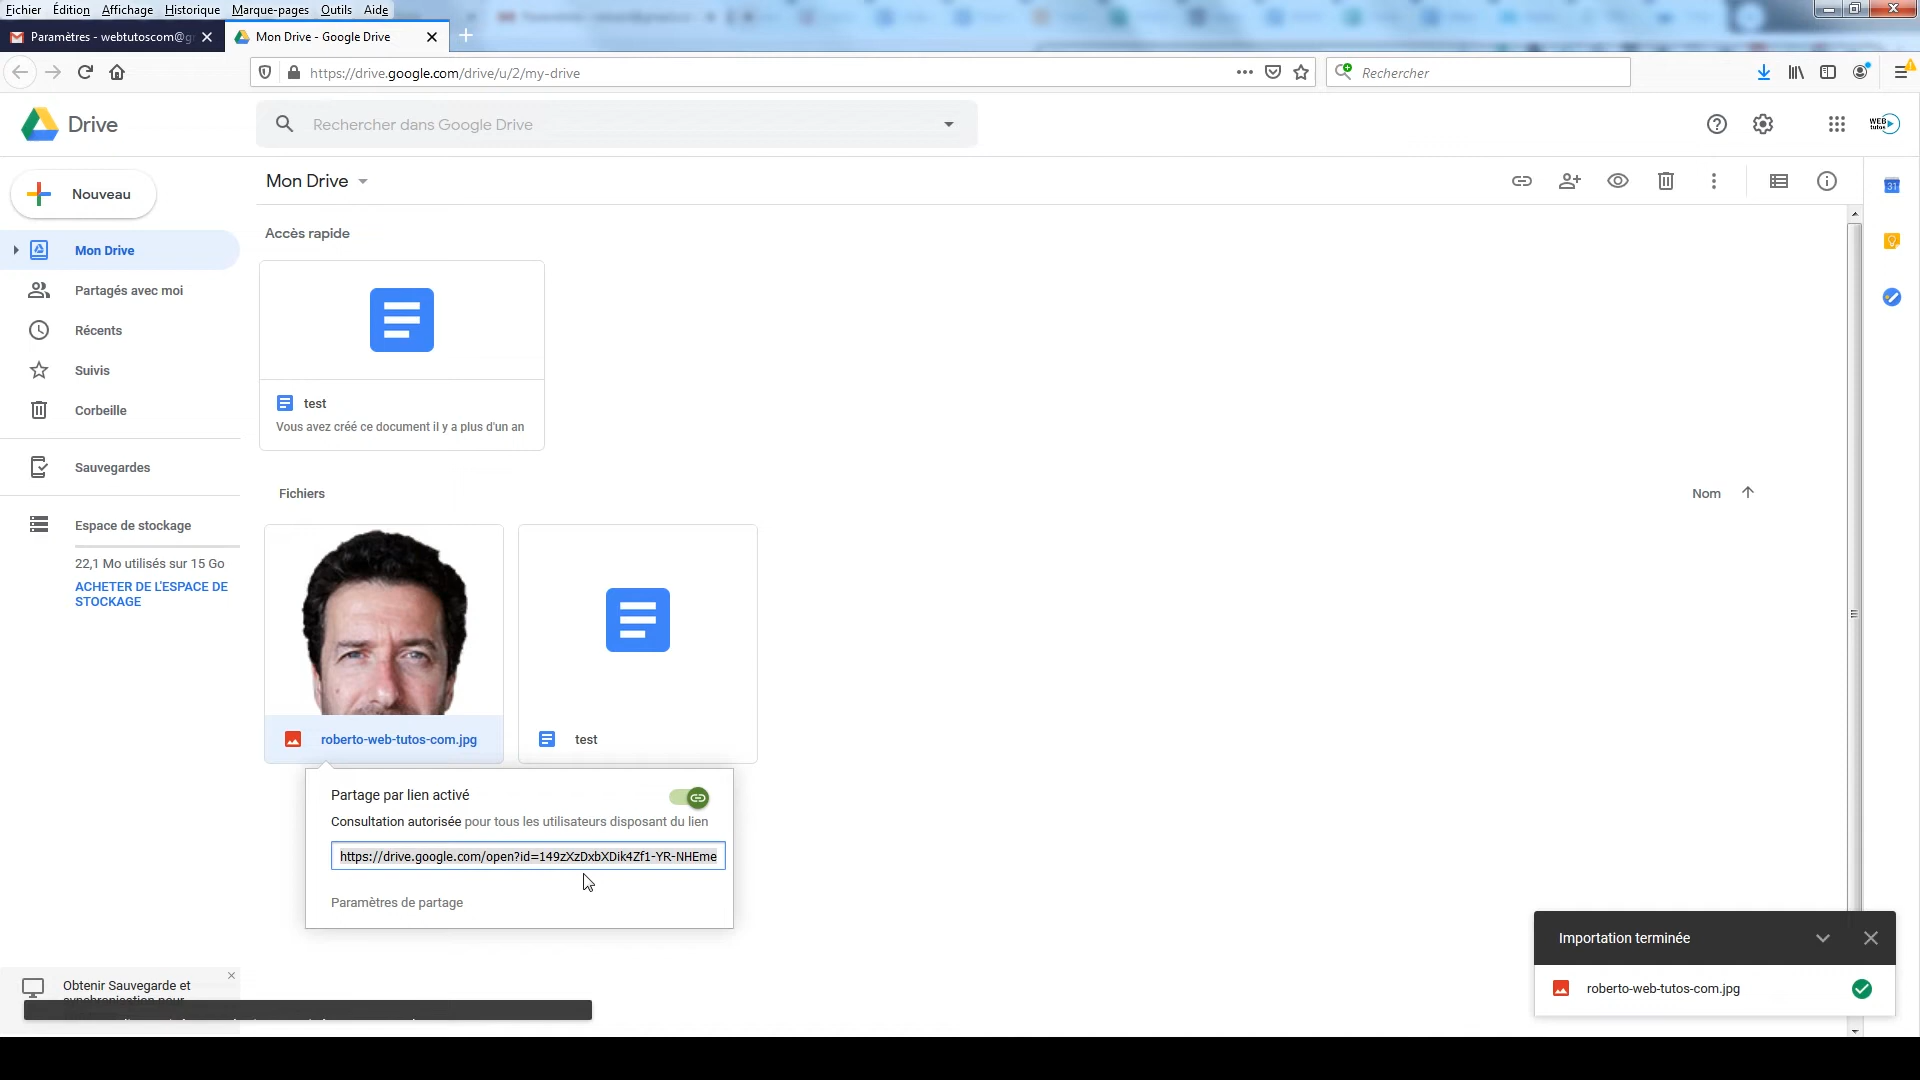 Fichier Édition Affichage Historique Marque-pages Outils Aide
Paramètres - webtutoscom@g
Mon Drive - Google Drive
https://drive.google.com/drive/u/2/my-drive
Rechercher
Drive
Rechercher dans Google Drive
WEB tutos
Nouveau
Mon Drive
31
Accès rapide
Mon Drive
Partagés avec moi
Récents
Suivis
Corbeille
test
Vous avez créé ce document il y a plus d'un an
Sauvegardes
Fichiers
Nom
Espace de stockage
22,1 Mo utilisés sur 15 Go
ACHETER DE L'ESPACE DE
STOCKAGE
roberto-web-tutos-com.jpg
test
Partage par lien activé
Consultation autorisée pour tous les utilisateurs disposant du lien
https://drive.google.com/open?id=149zXzDxbXDik4Zf1-YR-NHEme
Paramètres de partage
Importation terminée
roberto-web-tutos-com.jpg
Obtenir Sauvegarde et